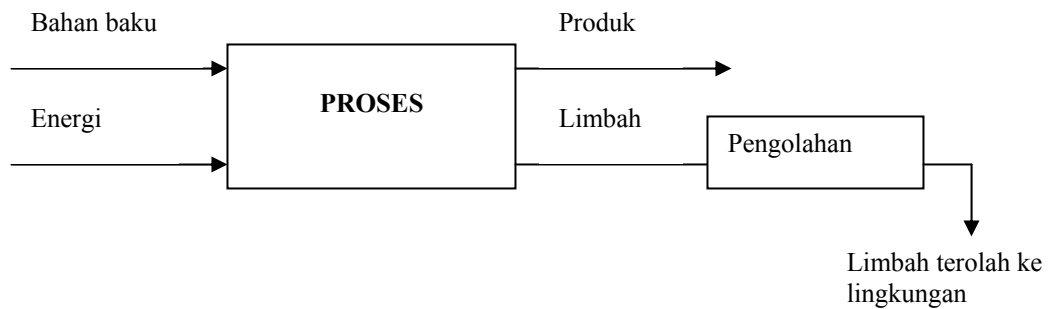 Bahan baku
Produk
PROSES
Energi
Limbah
Pengolahan
Limbah terolah ke
lingkungan